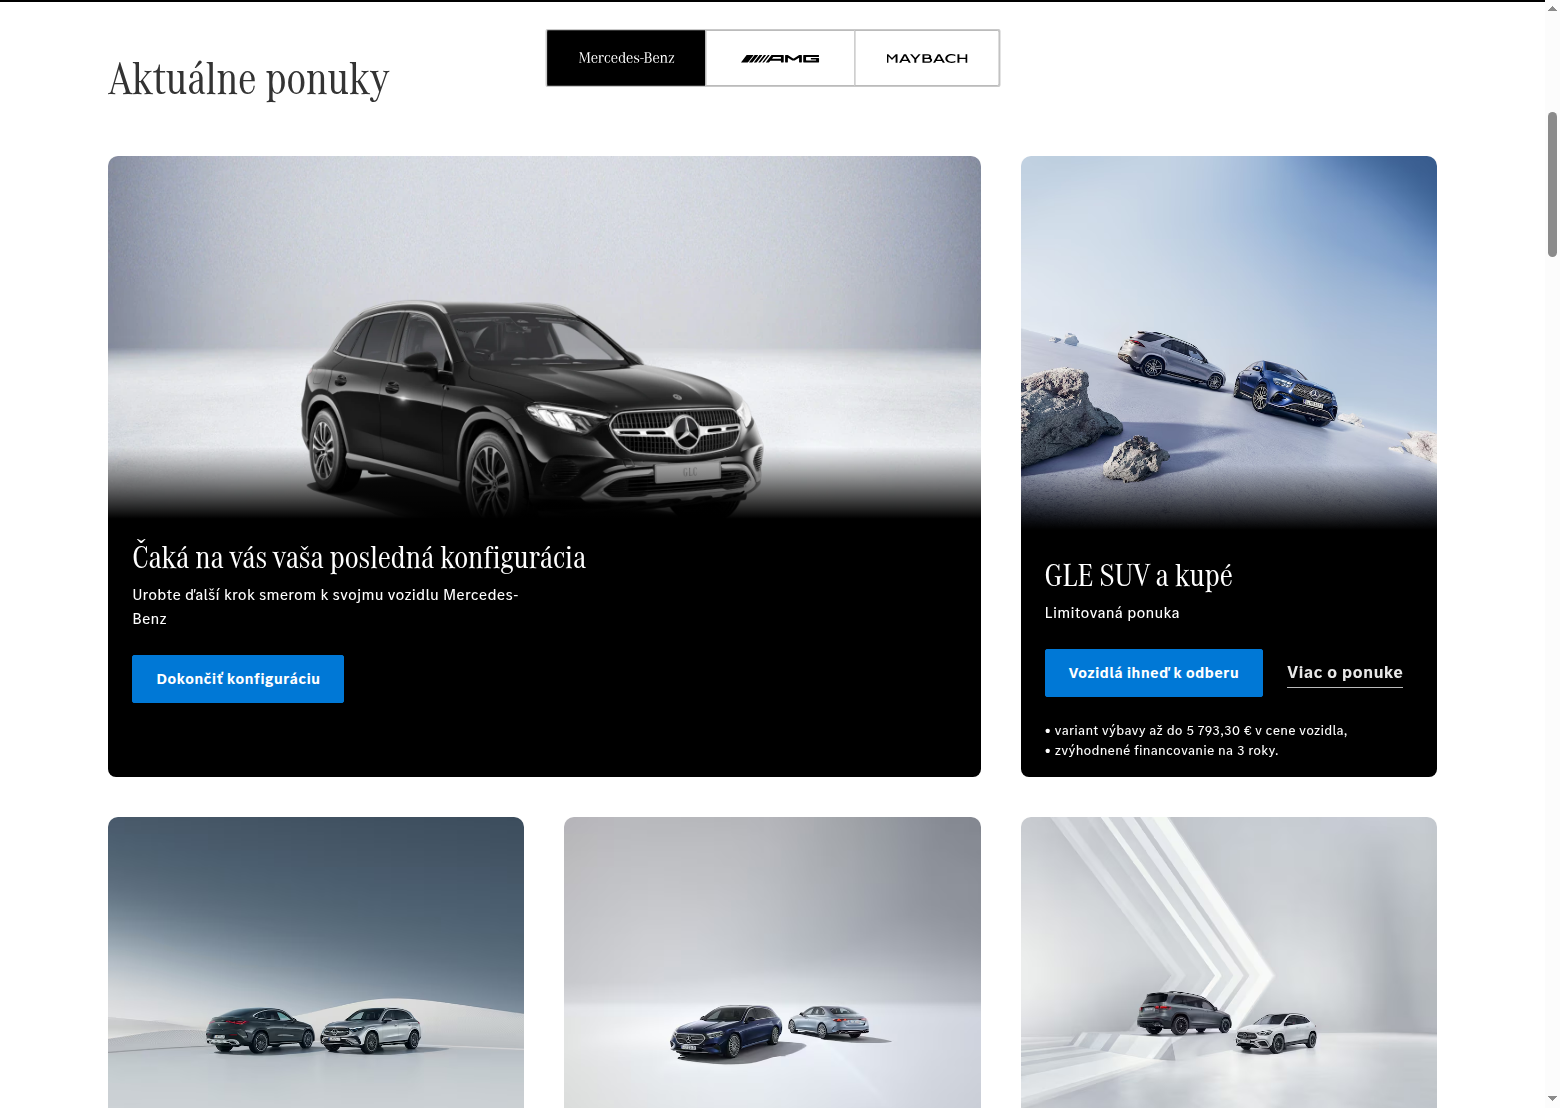 Aktuálne ponuky
Mercedes-Benz
AMG
MAYBACH
GLC
Čaká na vás vaša posledná konfigurácia
Urobte ďalší krok smerom k svojmu vozidlu Mercedes-
Benz
Dokončiť konfiguráciu
GLE SUV a kupé
Limitovaná ponuka
Vozidlá ihneď k odberu
Viac o ponuke
• variant výbavy až do 5 793,30 € v cene vozidla,
• zvýhodnené financovanie na 3 roky.